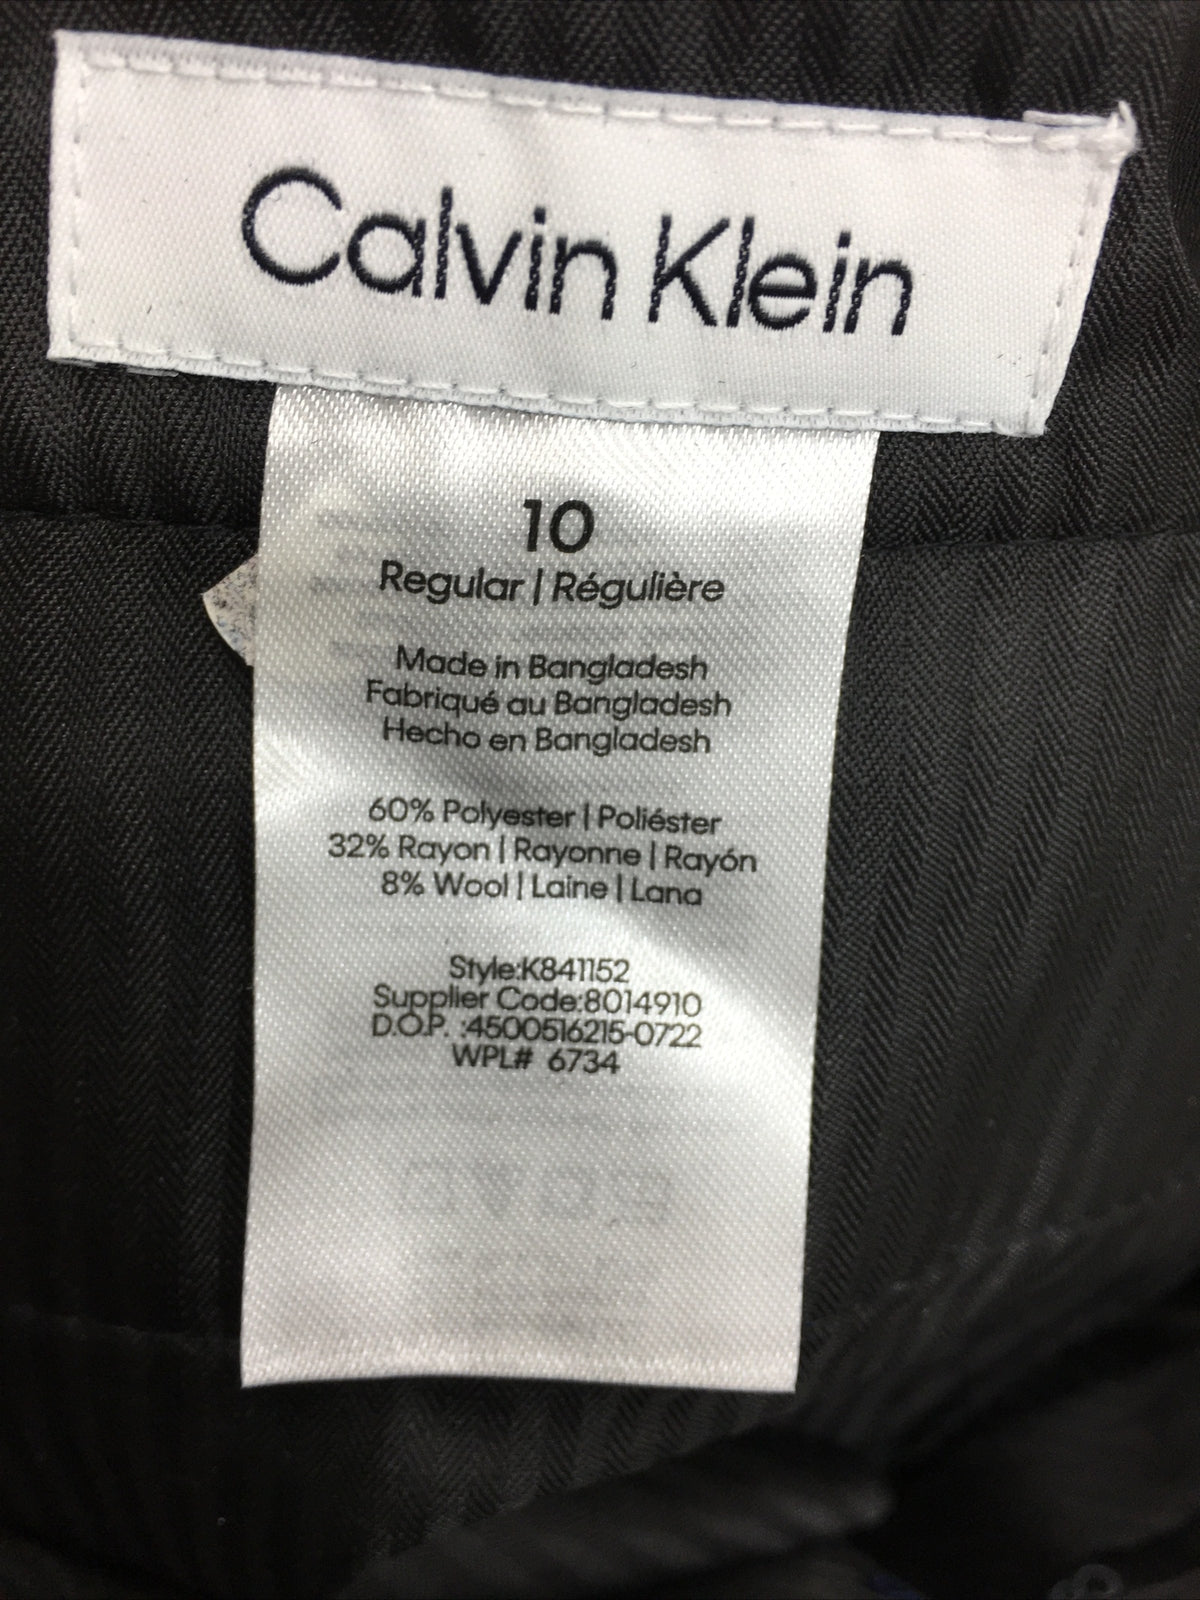 Calvin Klein
10
Regular | Régulière
Made in Bangladesh
Fabriqué au Bangladesh
Hecho en Bangladesh
60% Polyester | Poliéster
32% Rayon | Rayonne | Rayón
8% Wool | Laine | Lana
Style:K841152
Supplier Code:8014910
D.O.P. :4500516215-0722
WPL# 6734